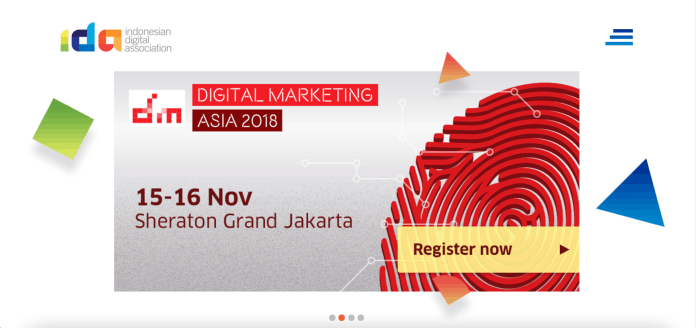 ida
indonesian
digital
association
dm
DIGITAL MARKETING
ASIA 2018
15-16 Nov
Sheraton Grand Jakarta
Register now